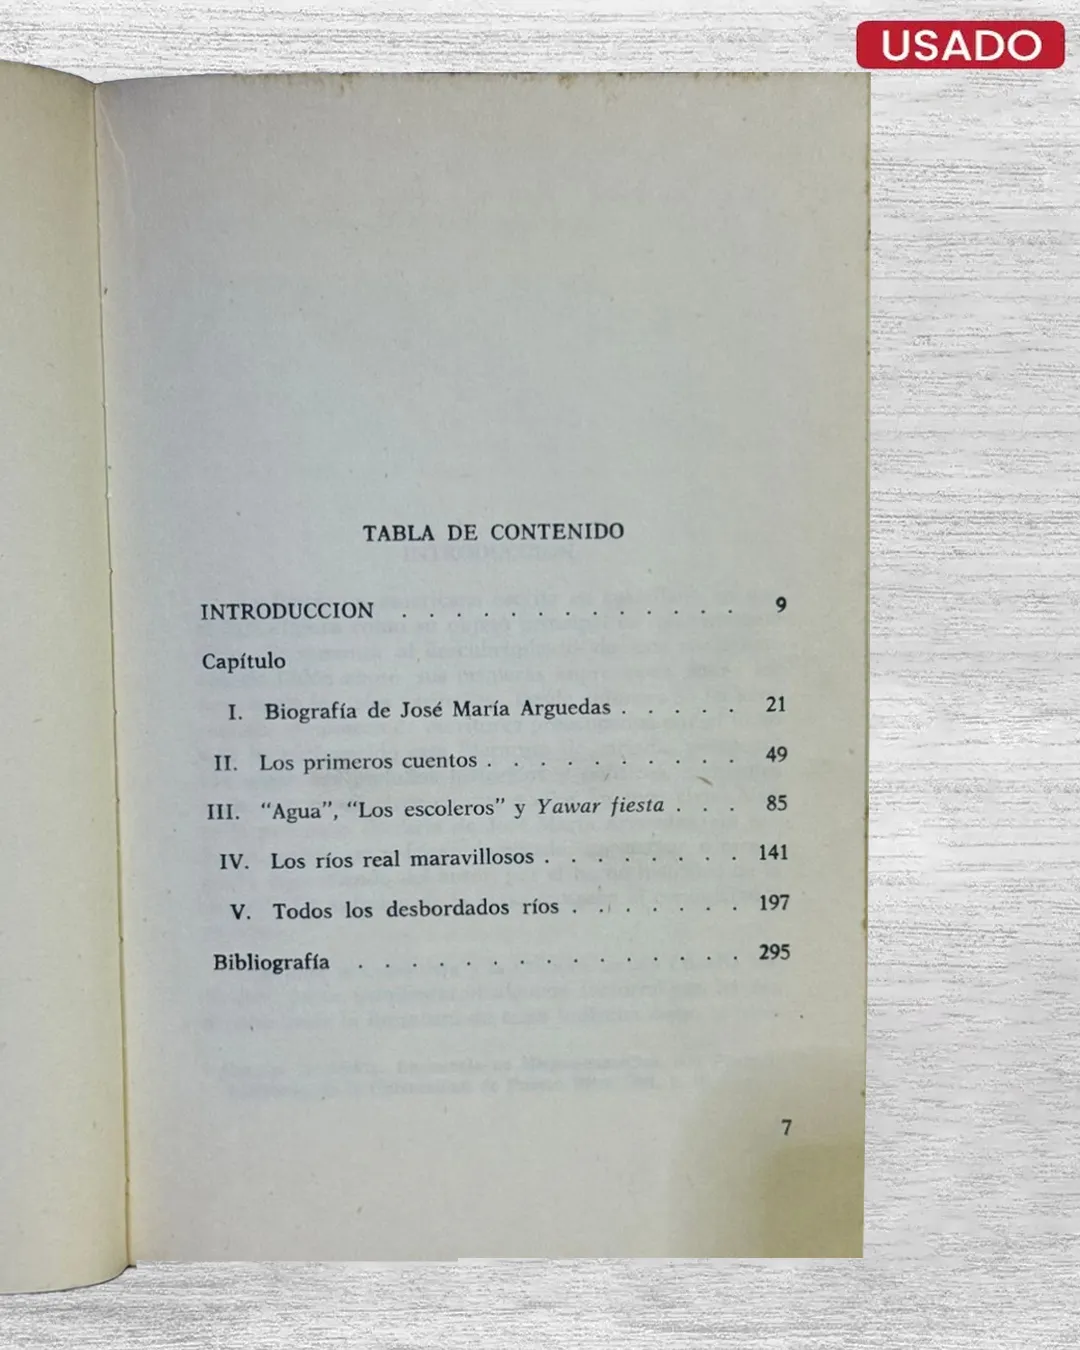 USADO
TABLA DE CONTENIDO
INTRODUCCION . . . . . . . . . . . . . 9
Capítulo
I. Biografía de José María Arguedas . . . . . 21
II. Los primeros cuentos . . . . . . . . . . 49
III. “Agua”, “Los escoleros” y Yawar fiesta . . . 85
IV. Los ríos real maravillosos . . . . . . . . 141
V. Todos los desbordados ríos . . . . . . . 197
Bibliografía . . . . . . . . . . . . . . . 295
7